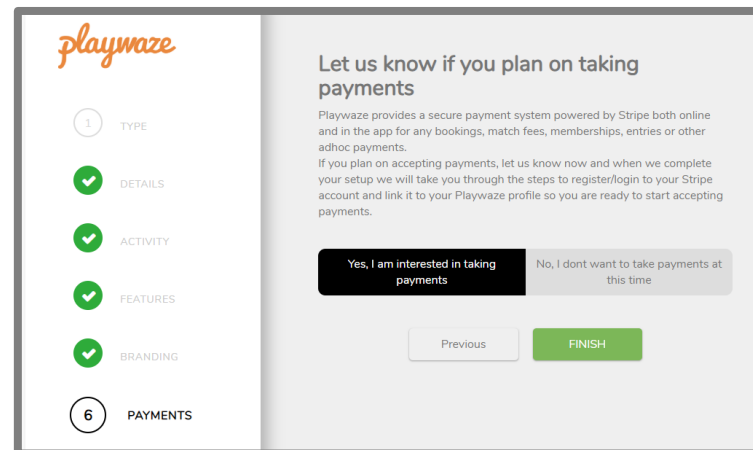 playwaze
1 TYPE
DETAILS
ACTIVITY
FEATURES
BRANDING
6 PAYMENTS
Let us know if you plan on taking
payments
Playwaze provides a secure payment system powered by Stripe both online
and in the app for any bookings, match fees, memberships, entries or other
adhoc payments.
If you plan on accepting payments, let us know now and when we complete
your setup we will take you through the steps to register/login to your Stripe
account and link it to your Playwaze profile so you are ready to start accepting
payments.
Yes, I am interested in taking
payments
No, I dont want to take payments at
this time
Previous
FINISH